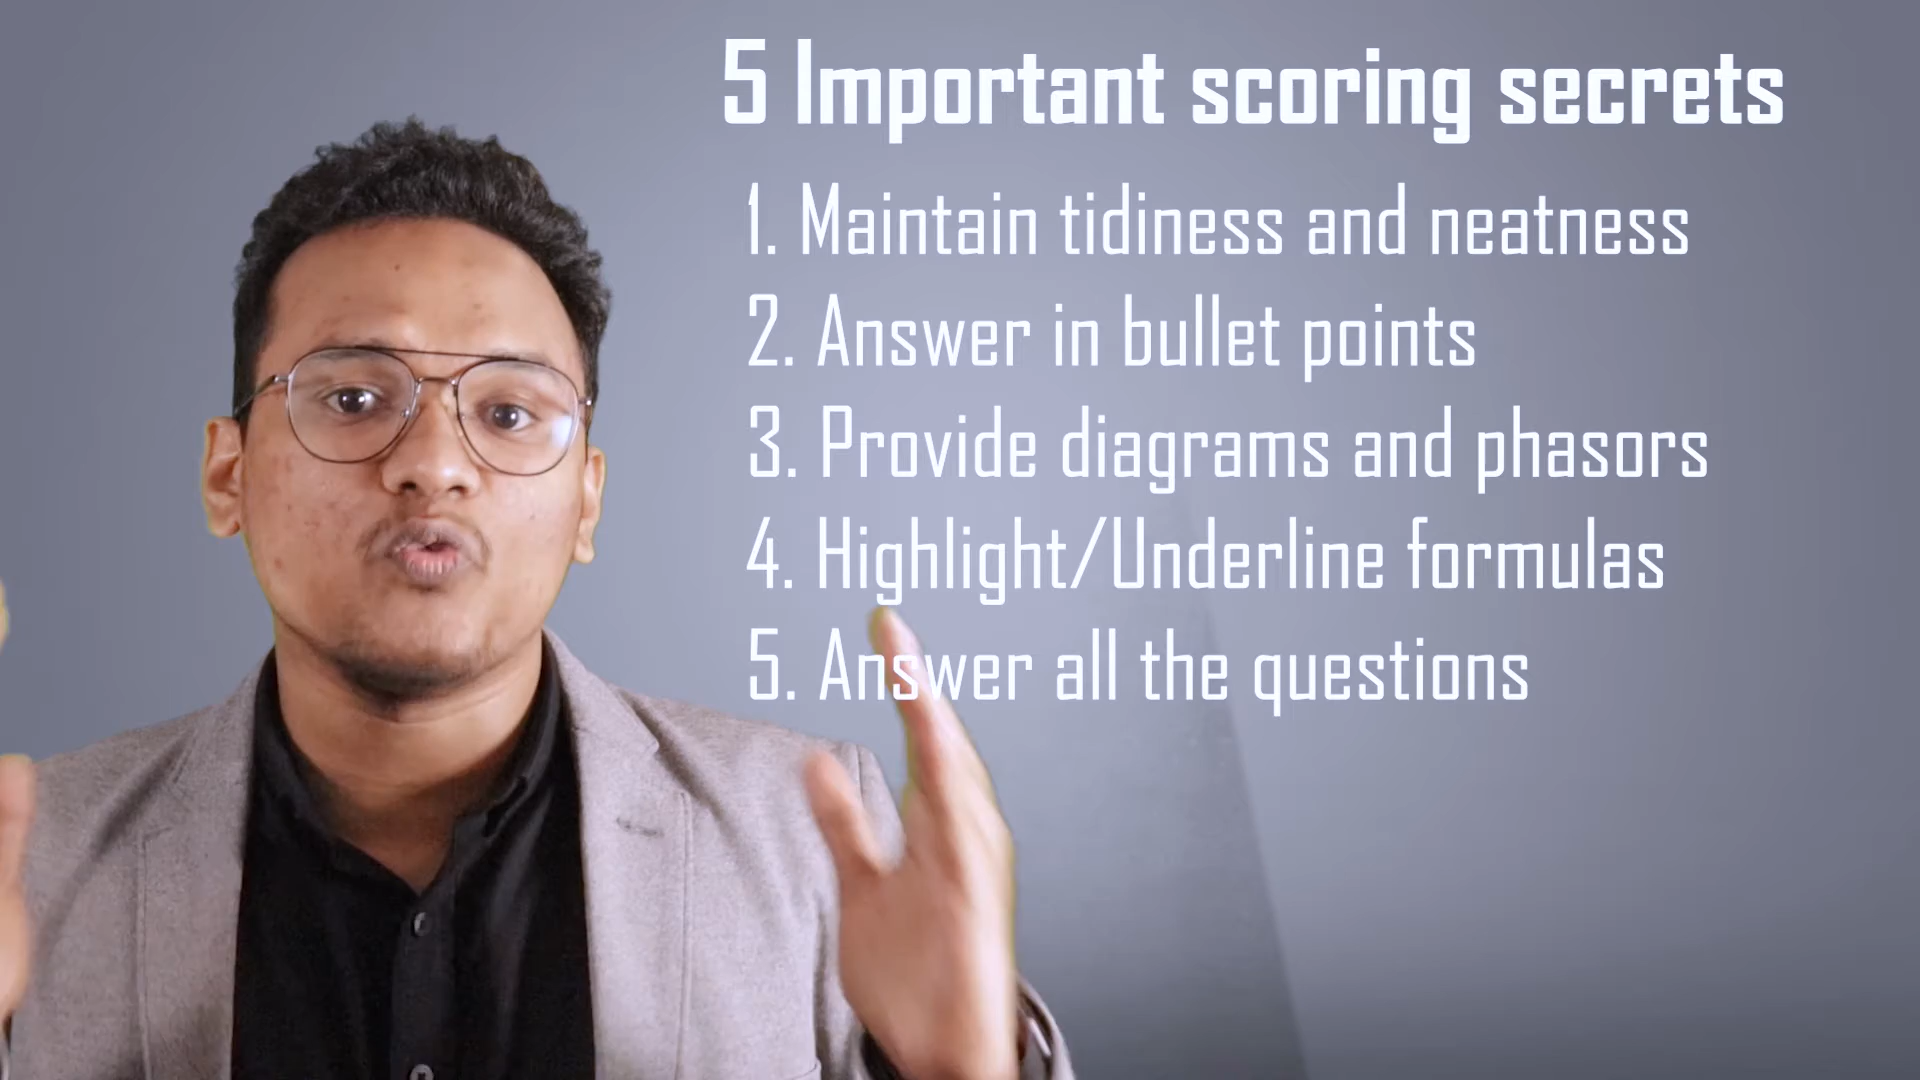 5 Important scoring secrets
1. Maintain tidiness and neatness
2. Answer in bullet points
3. Provide diagrams and phasors
4. Highlight/Underline formulas
5. Answer all the questions